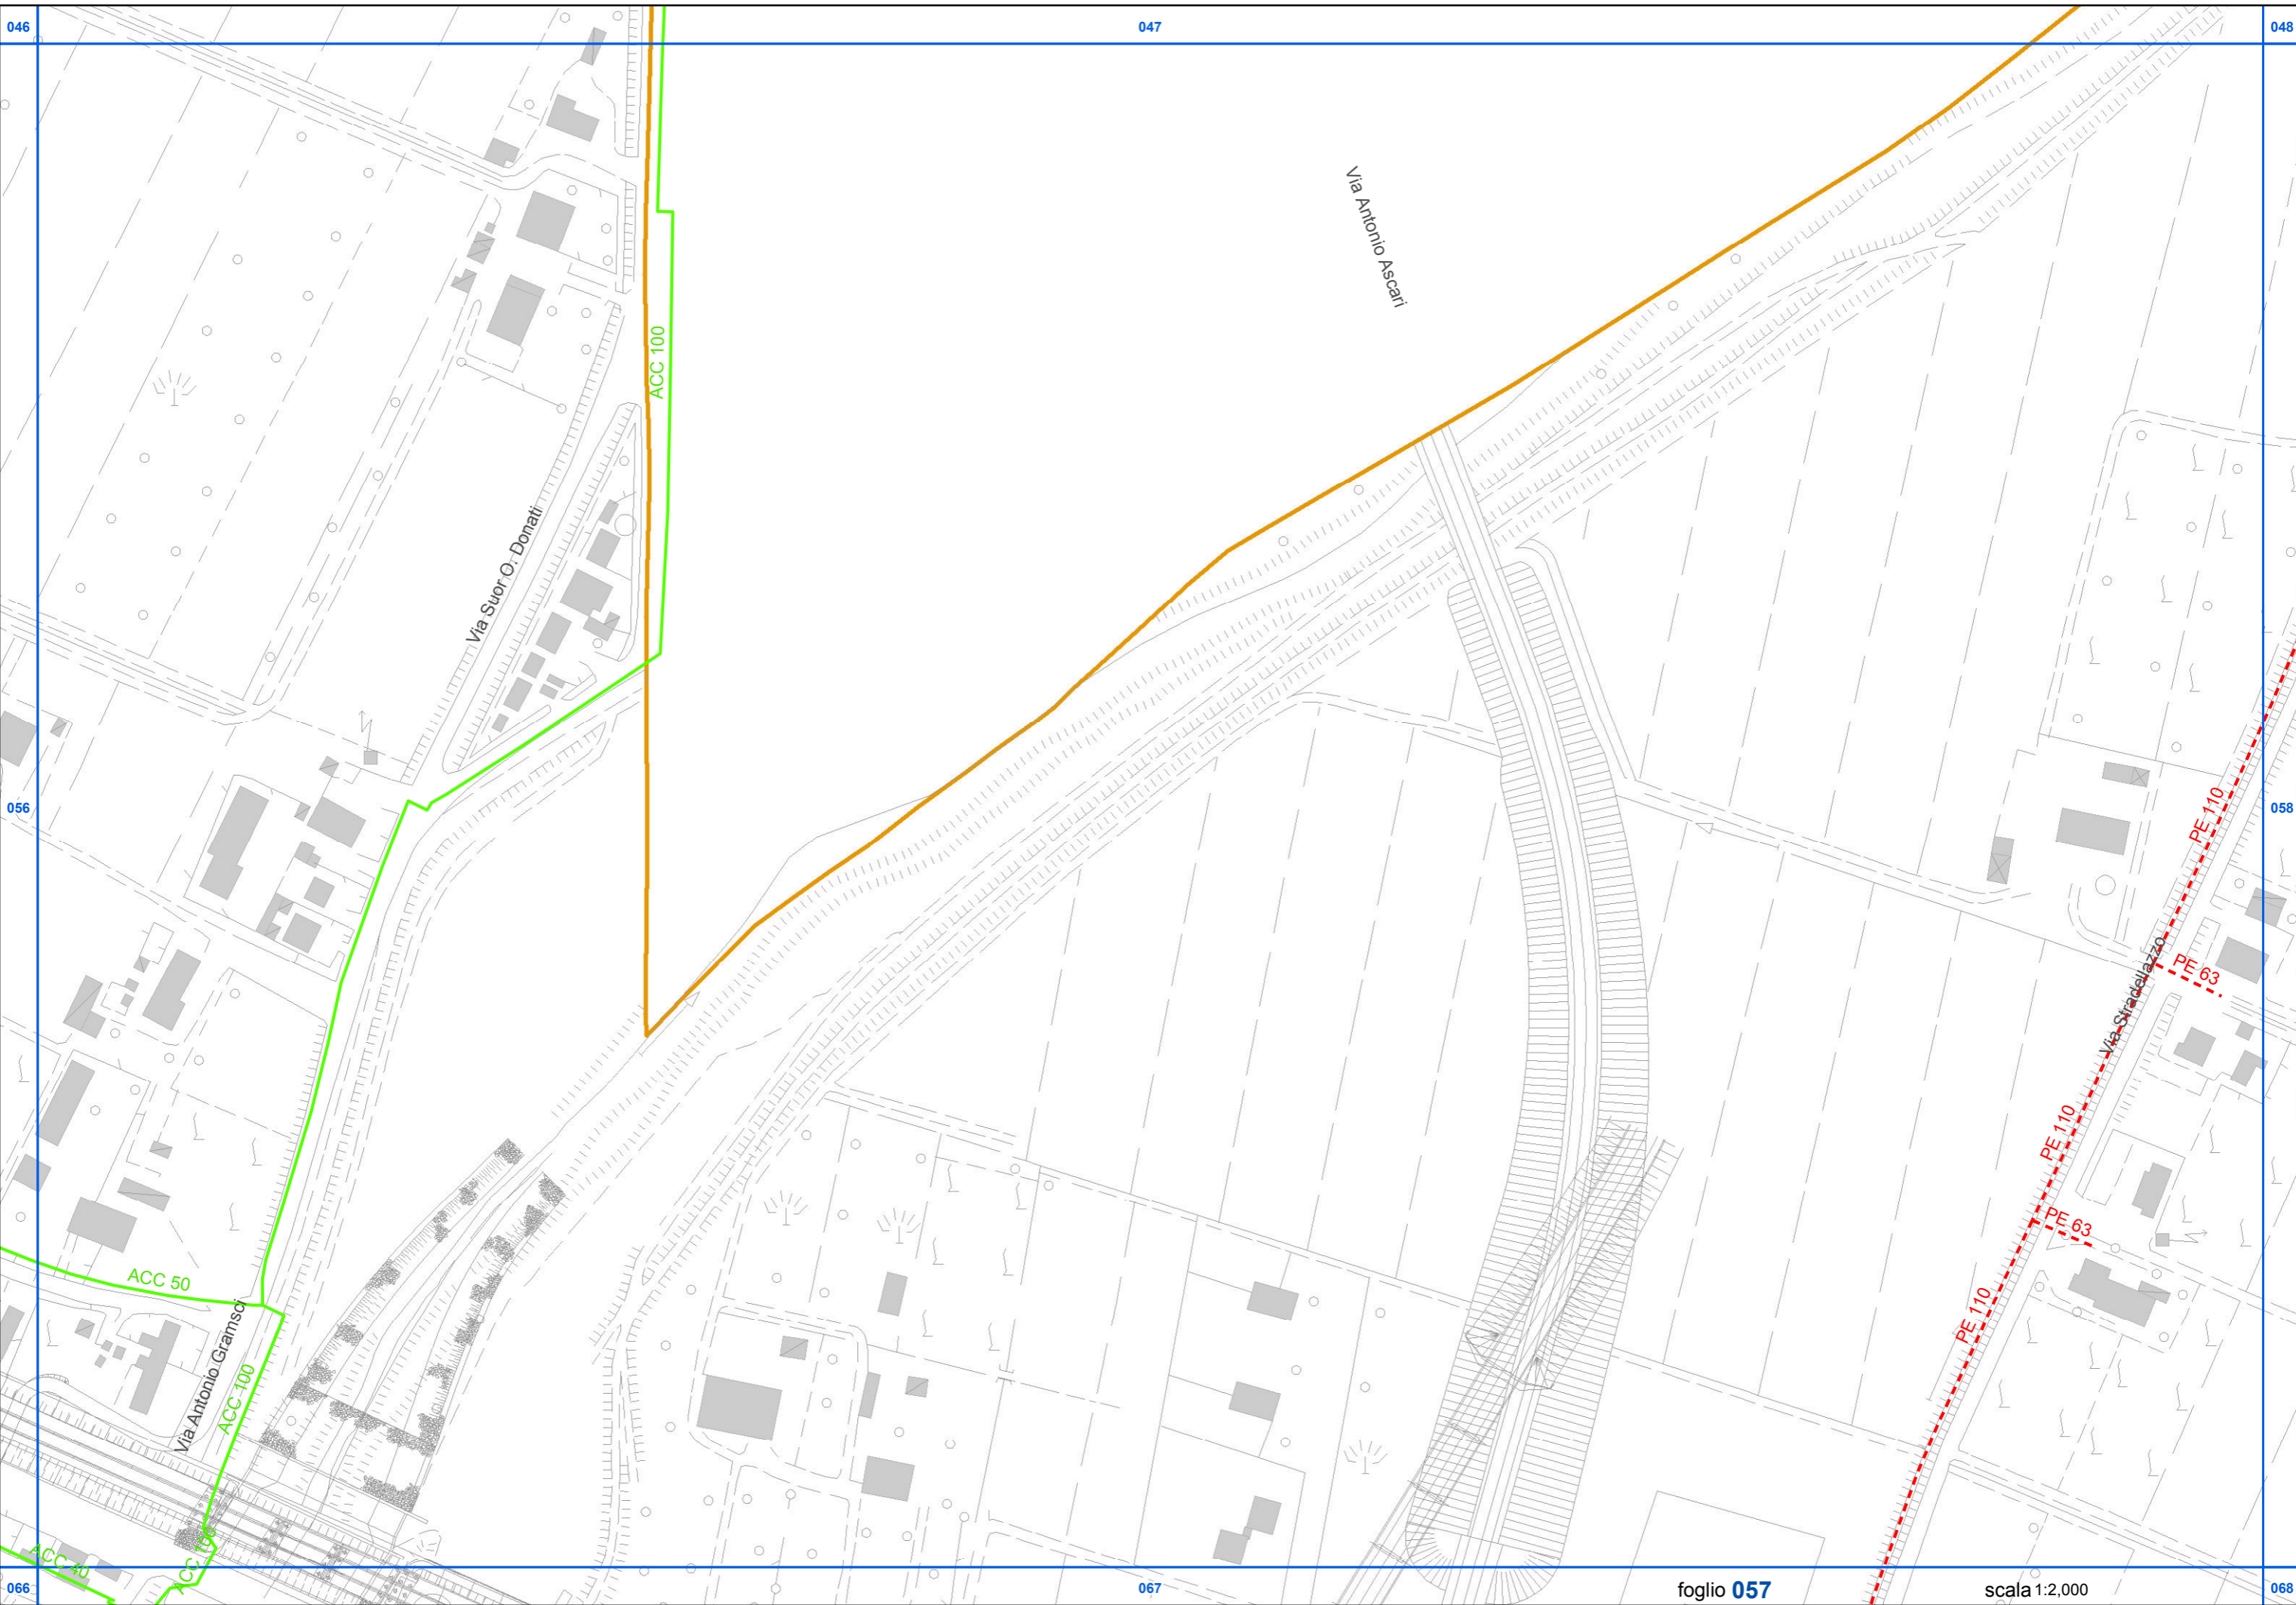 046
047
048
Via Antonio Ascari
ACC 100
Via Suor O. Donati
056
058
PE 110
Via Stradellazzo
PE 63
PE 110
PE 63
ACC 50
Via Antonio Gramsci
PE 110
ACC 100
ACC 100
ACC 40
066
067
foglio 057
scala 1:2,000
068